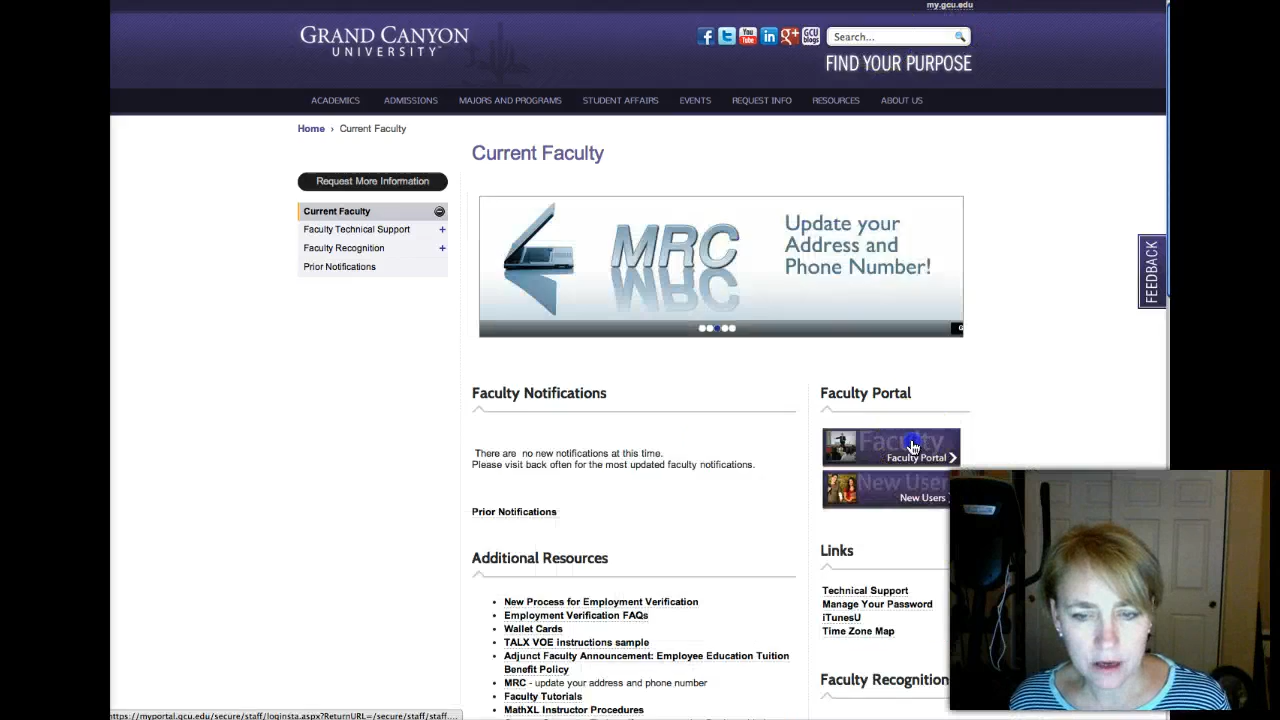 my.gcu.edu
GRAND CANYON
UNIVERSITY
You
Tube
in
GCU
blogs
Search...
FIND YOUR PURPOSE
ACADEMICS ADMISSIONS MAJORS AND PROGRAMS STUDENT AFFAIRS EVENTS REQUEST INFO RESOURCES ABOUT US
Home › Current Faculty
Current Faculty
Request More Information
Current Faculty
Faculty Technical Support +
Faculty Recognition +
Prior Notifications
MRC
Update your
Address and
Phone Number!
FEEDBACK
Faculty Notifications
There are no new notifications at this time.
Please visit back often for the most updated faculty notifications.
Prior Notifications
Additional Resources
• New Process for Employment Verification
• Employment Verification FAQs
• Wallet Cards
• TALX VOE instructions sample
• Adjunct Faculty Announcement: Employee Education Tuition
Benefit Policy
• MRC - update your address and phone number
• Faculty Tutorials
• MathXL Instructor Procedures
Faculty Portal
Faculty
Faculty Portal
New Users
Links
Technical Support
Manage Your Password
iTunesU
Time Zone Map
Faculty Recognition
https://myportal.gcu.edu/secure/staff/loginsta.aspx?ReturnURL=/secure/staff/staff....